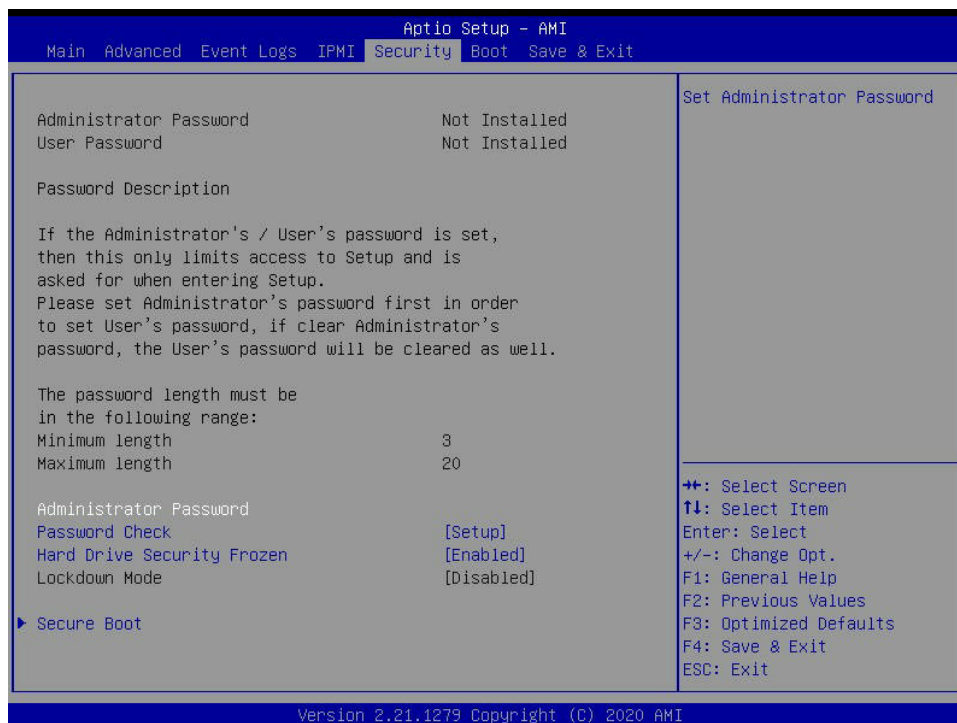 Aptio Setup – AMI
Main Advanced Event Logs IPMI Security Boot Save & Exit
Administrator Password Not Installed
User Password Not Installed
Password Description
If the Administrator's / User's password is set,
then this only limits access to Setup and is
asked for when entering Setup.
Please set Administrator's password first in order
to set User's password, if clear Administrator's
password, the User's password will be cleared as well.
The password length must be
in the following range:
Minimum length 3
Maximum length 20
Administrator Password
Password Check [Setup]
Hard Drive Security Frozen [Enabled]
Lockdown Mode [Disabled]
Secure Boot
Set Administrator Password
→←: Select Screen
↑↓: Select Item
Enter: Select
+/-: Change Opt.
F1: General Help
F2: Previous Values
F3: Optimized Defaults
F4: Save & Exit
ESC: Exit
Version 2.21.1279 Copyright (C) 2020 AMI